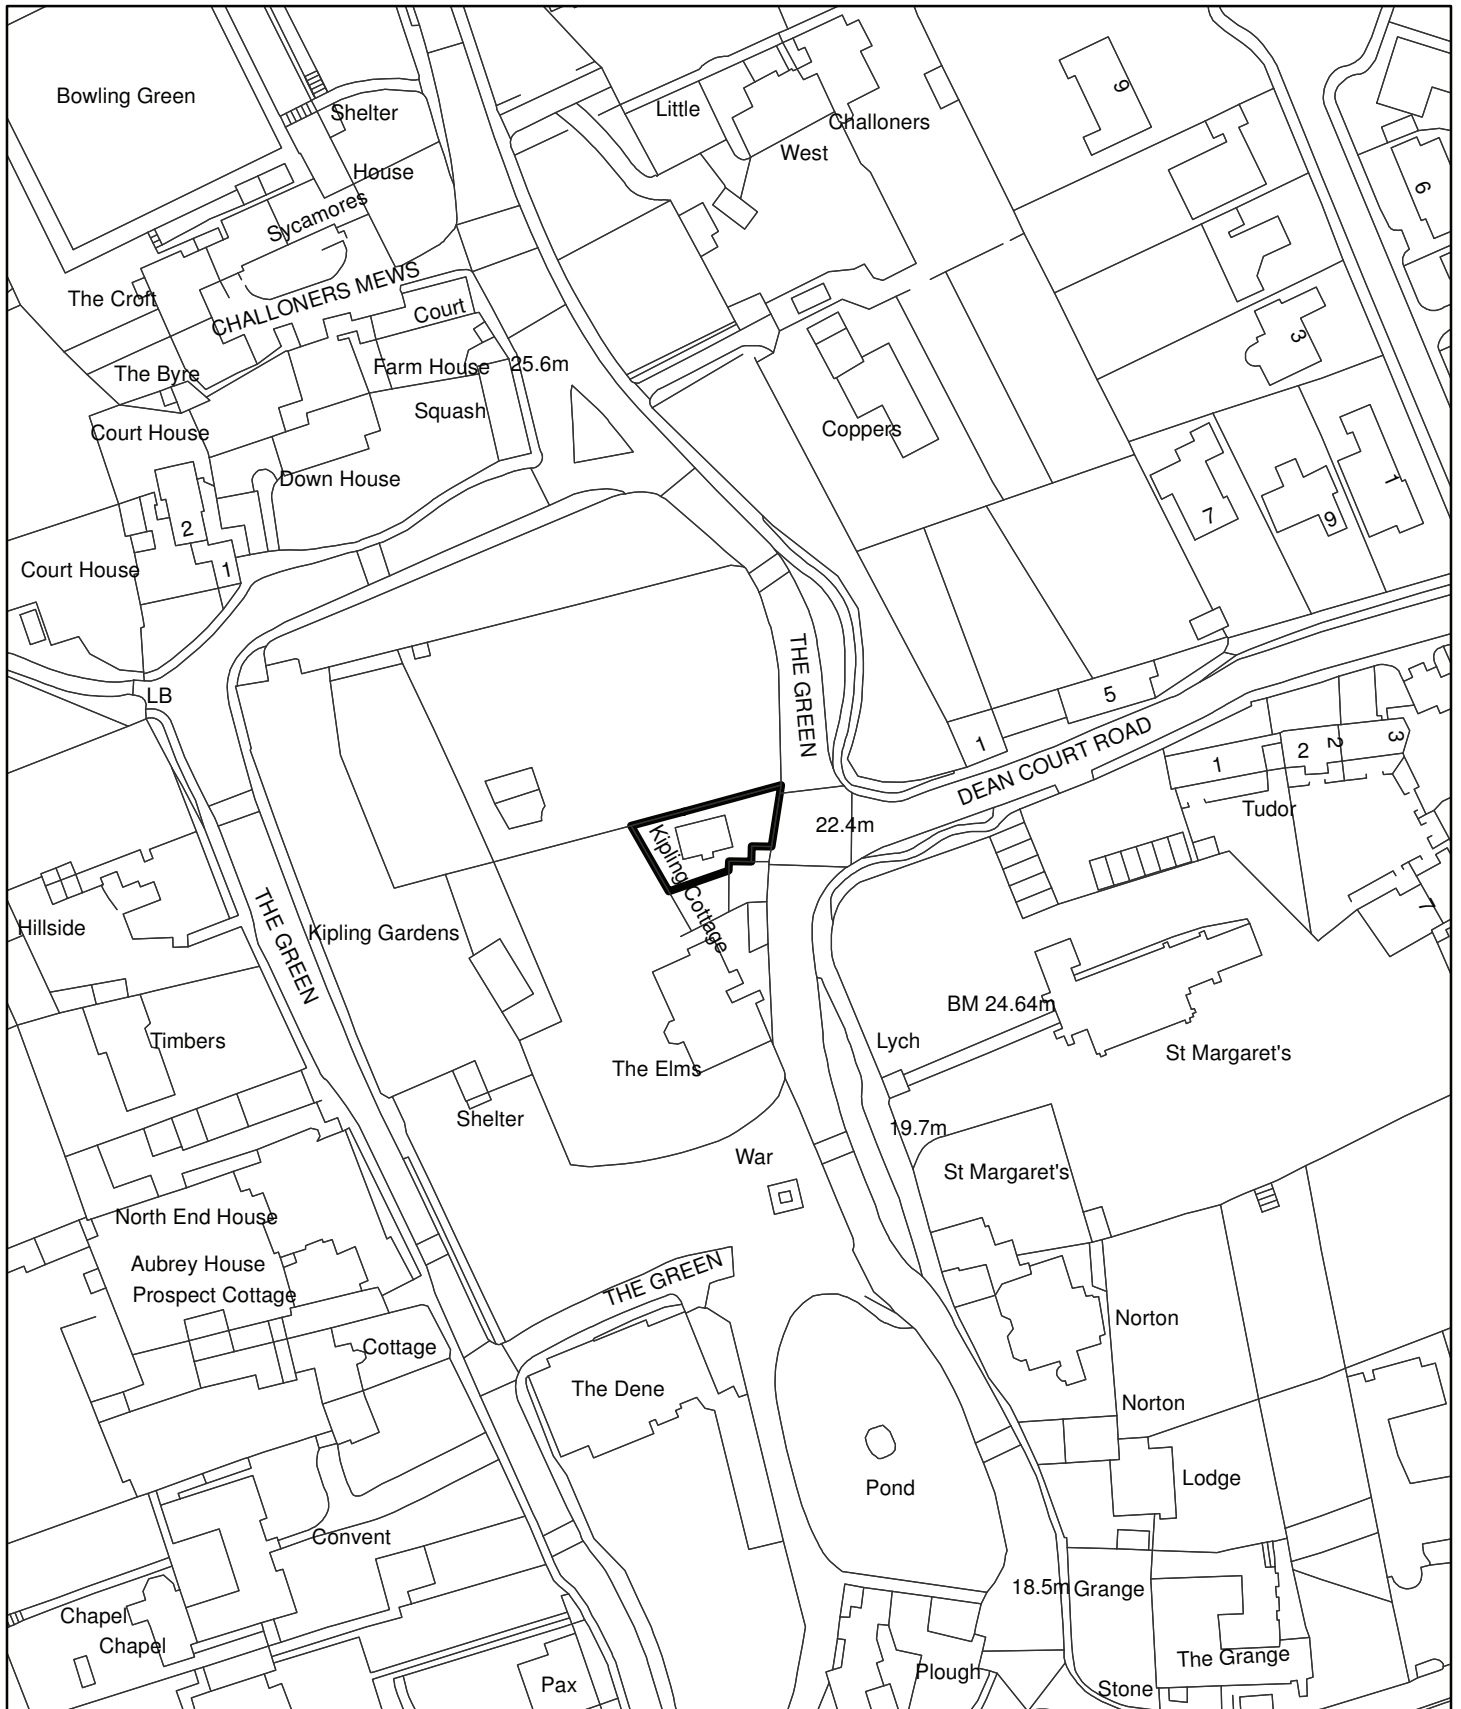 Bowling Green
Shelter
House
Sycamores
Little
Challoners
West
9
6
The Croft
CHALLONERS MEWS
Court
3
The Byre
Farm House
25.6m
Squash
Court House
Coppers
Down House
2
7
9
1
Court House
1
LB
THE GREEN
5
1
DEAN COURT ROAD
1
2
2
3
Tudor
22.4m
Kipling Cottage
7
Hillside
THE GREEN
Kipling Gardens
BM 24.64m
Timbers
Lych
St Margaret's
The Elms
Shelter
19.7m
War
St Margaret's
North End House
Aubrey House
Prospect Cottage
THE GREEN
Norton
Cottage
The Dene
Norton
Pond
Lodge
Convent
18.5m
Grange
Chapel
Chapel
The Grange
Plough
Pax
Stone